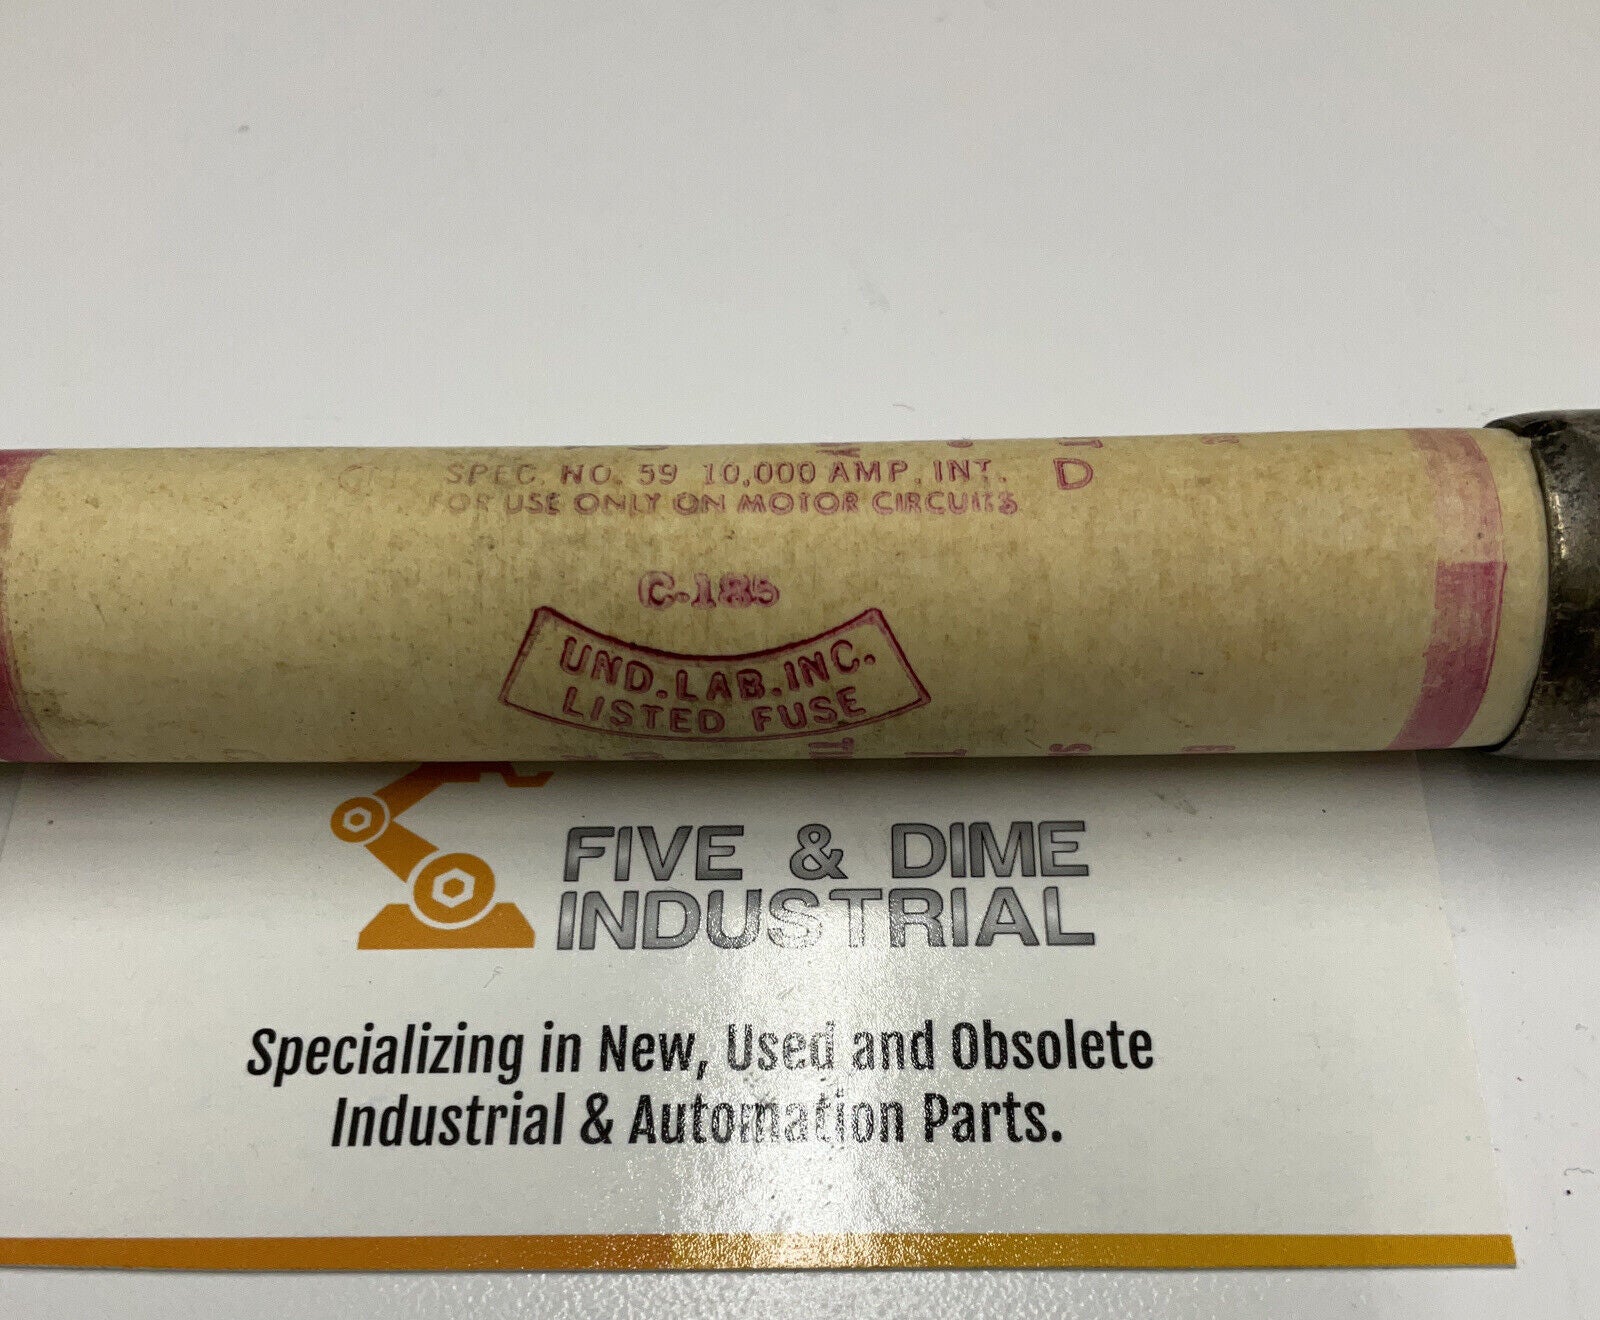 SPEC. NO. 59 10,000 AMP. INT. D
FOR USE ONLY ON MOTOR CIRCUITS
C-185
UND. LAB. INC.
LISTED FUSE
FIVE & DIME
INDUSTRIAL
Specializing in New, Used and Obsolete
Industrial & Automation Parts.